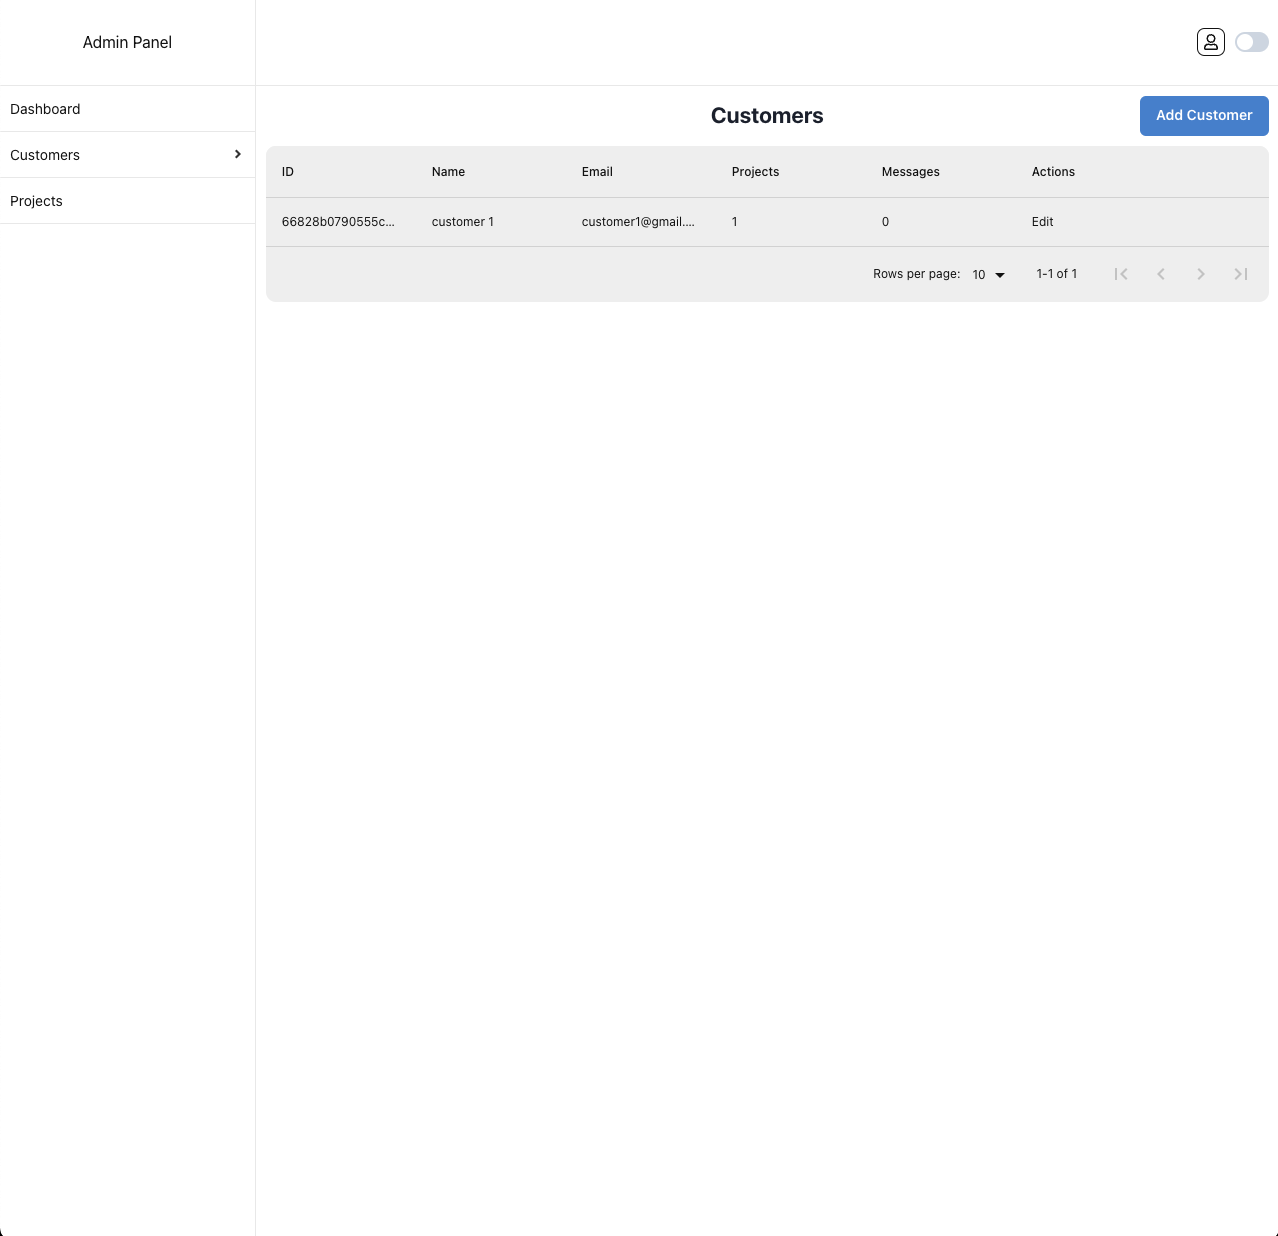 Admin Panel
Dashboard
Customers
Projects
Customers
Add Customer
ID Name Email Projects Messages Actions
66828b0790555c... customer 1 customer1@gmail.... 1 0 Edit
Rows per page: 10 1-1 of 1